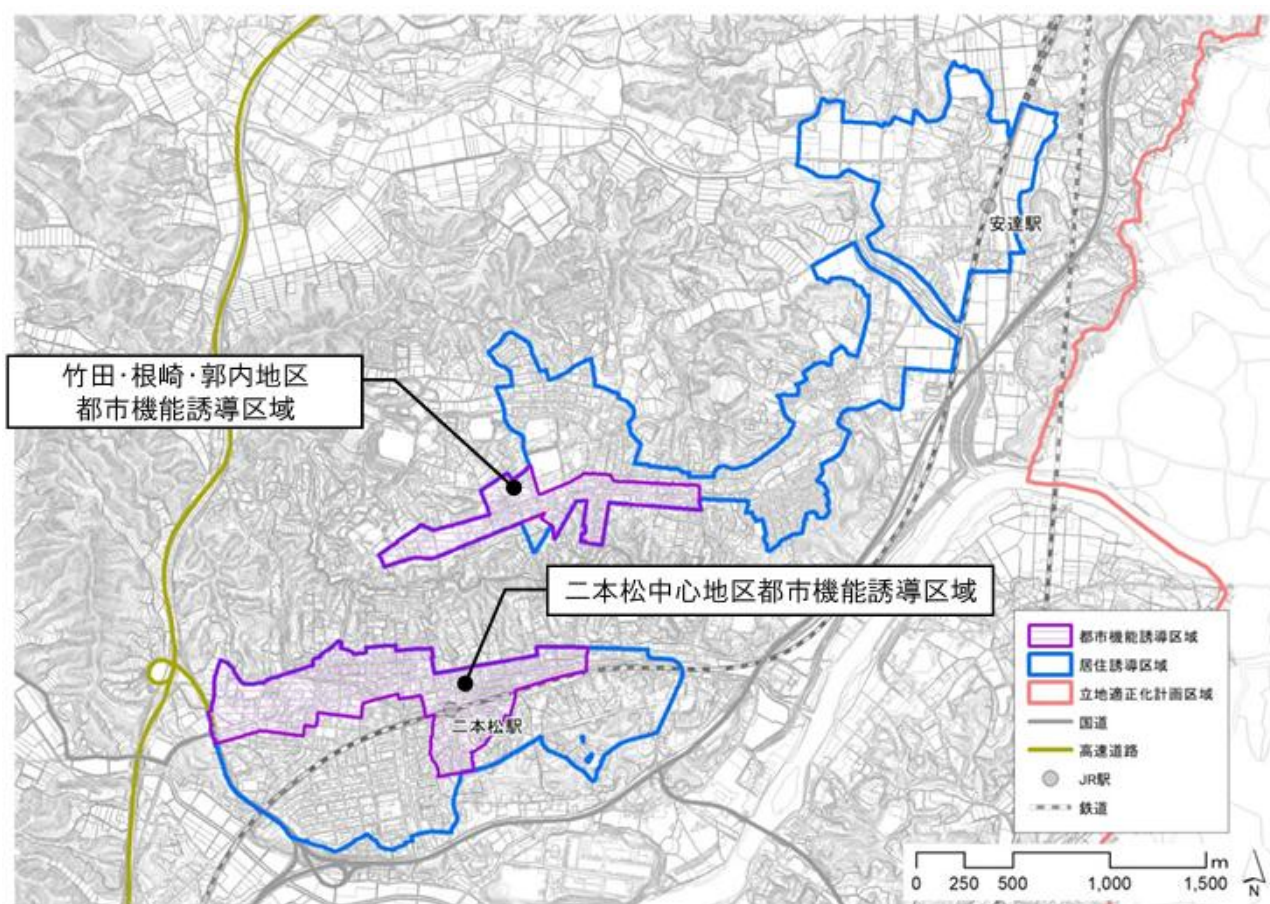 安達駅
竹田・根崎・郭内地区
都市機能誘導区域
二本松中心地区都市機能誘導区域
二本松駅
都市機能誘導区域
居住誘導区域
立地適正化計画区域
国道
高速道路
JR駅
鉄道
0 250 500 1,000 1,500 m
N